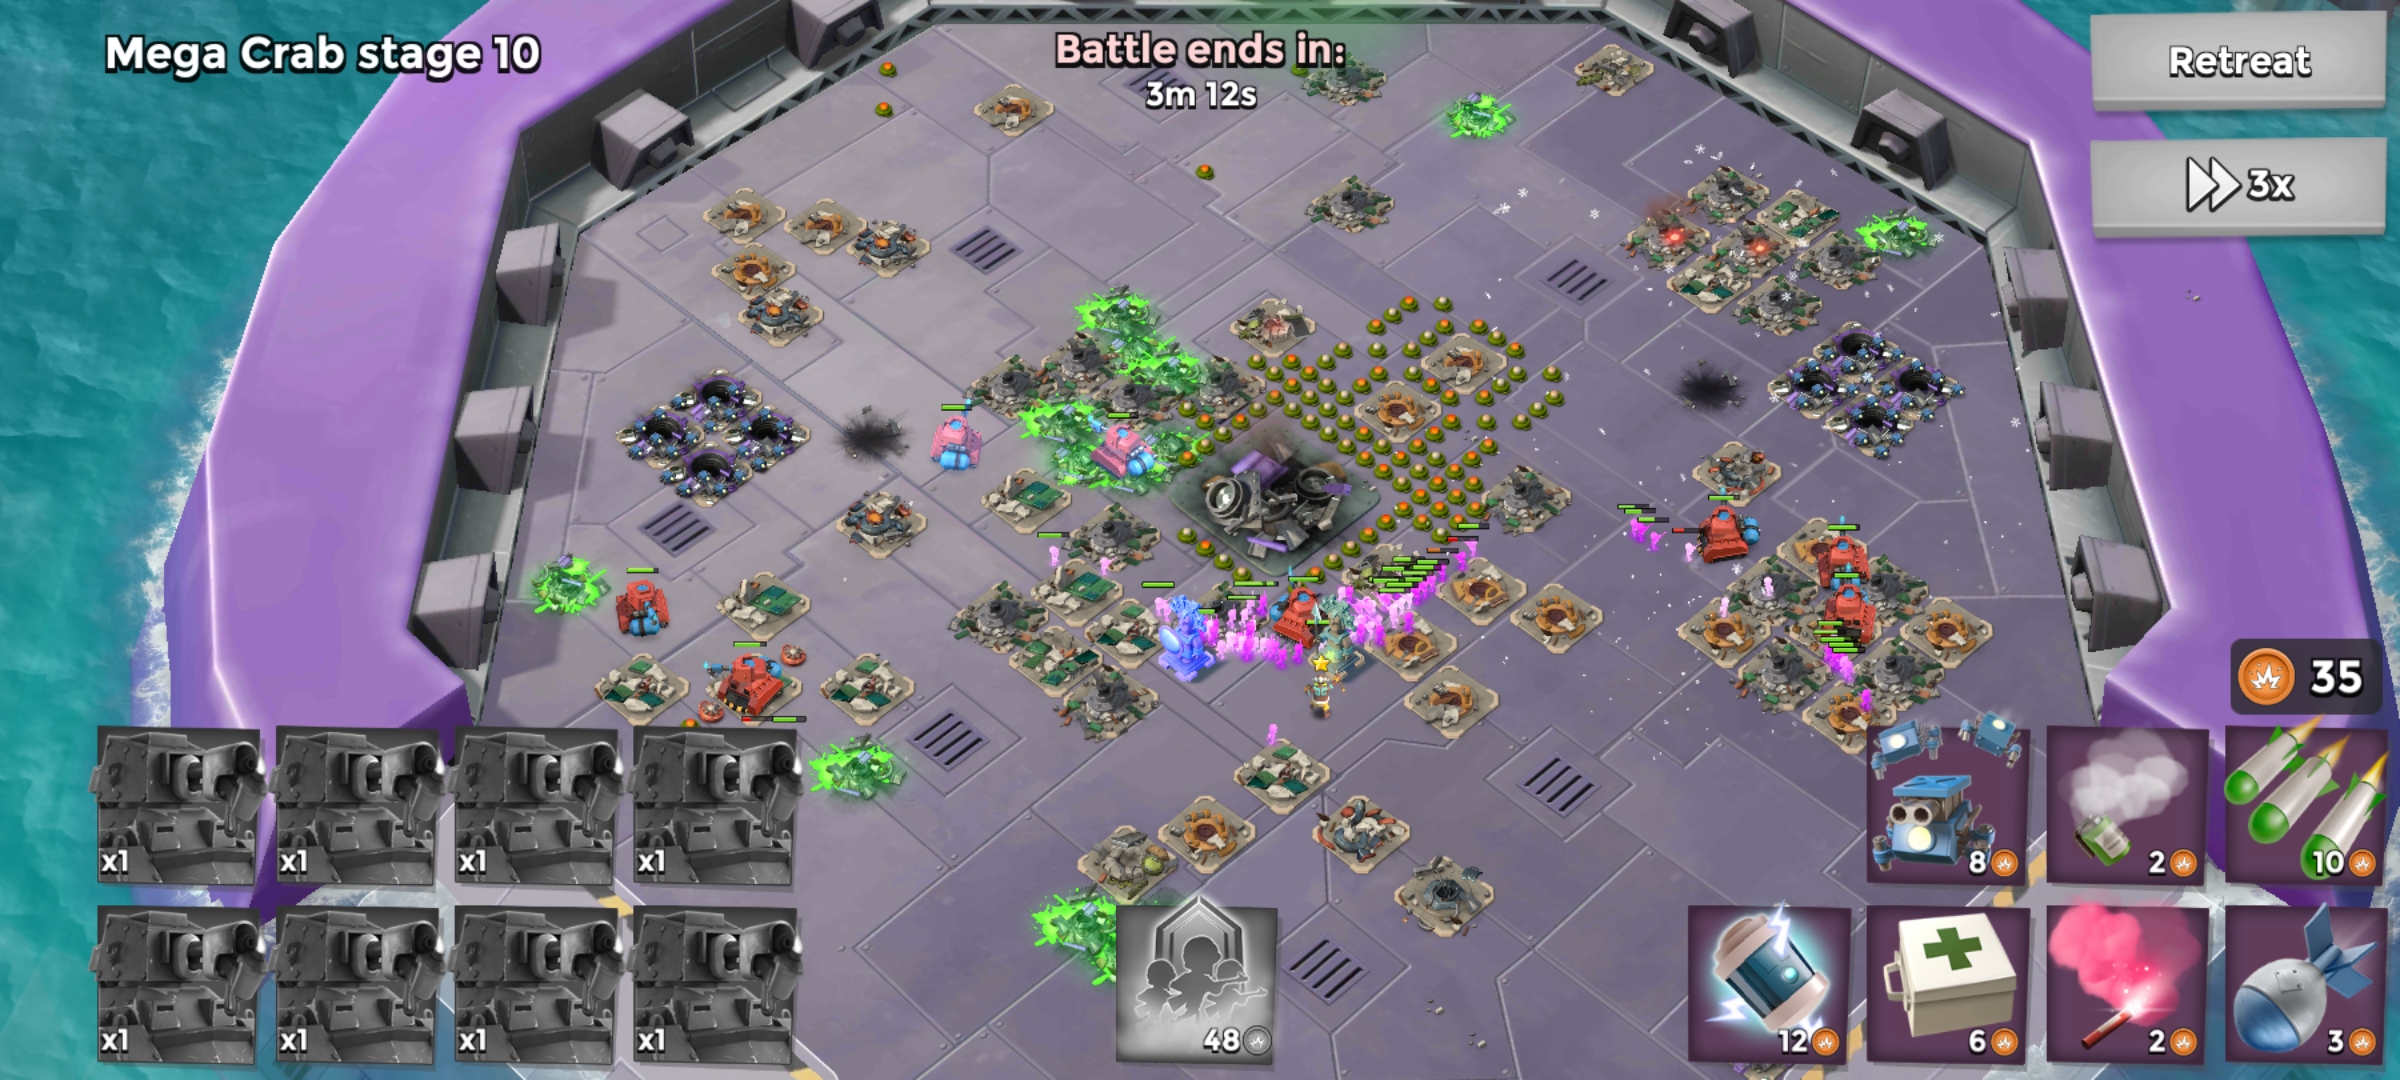 Mega Crab stage 10
Battle ends in:
3m 12s
Retreat
3x
35
8
2
10
x1
x1
x1
x1
x1
x1
x1
x1
48
12
6
2
3